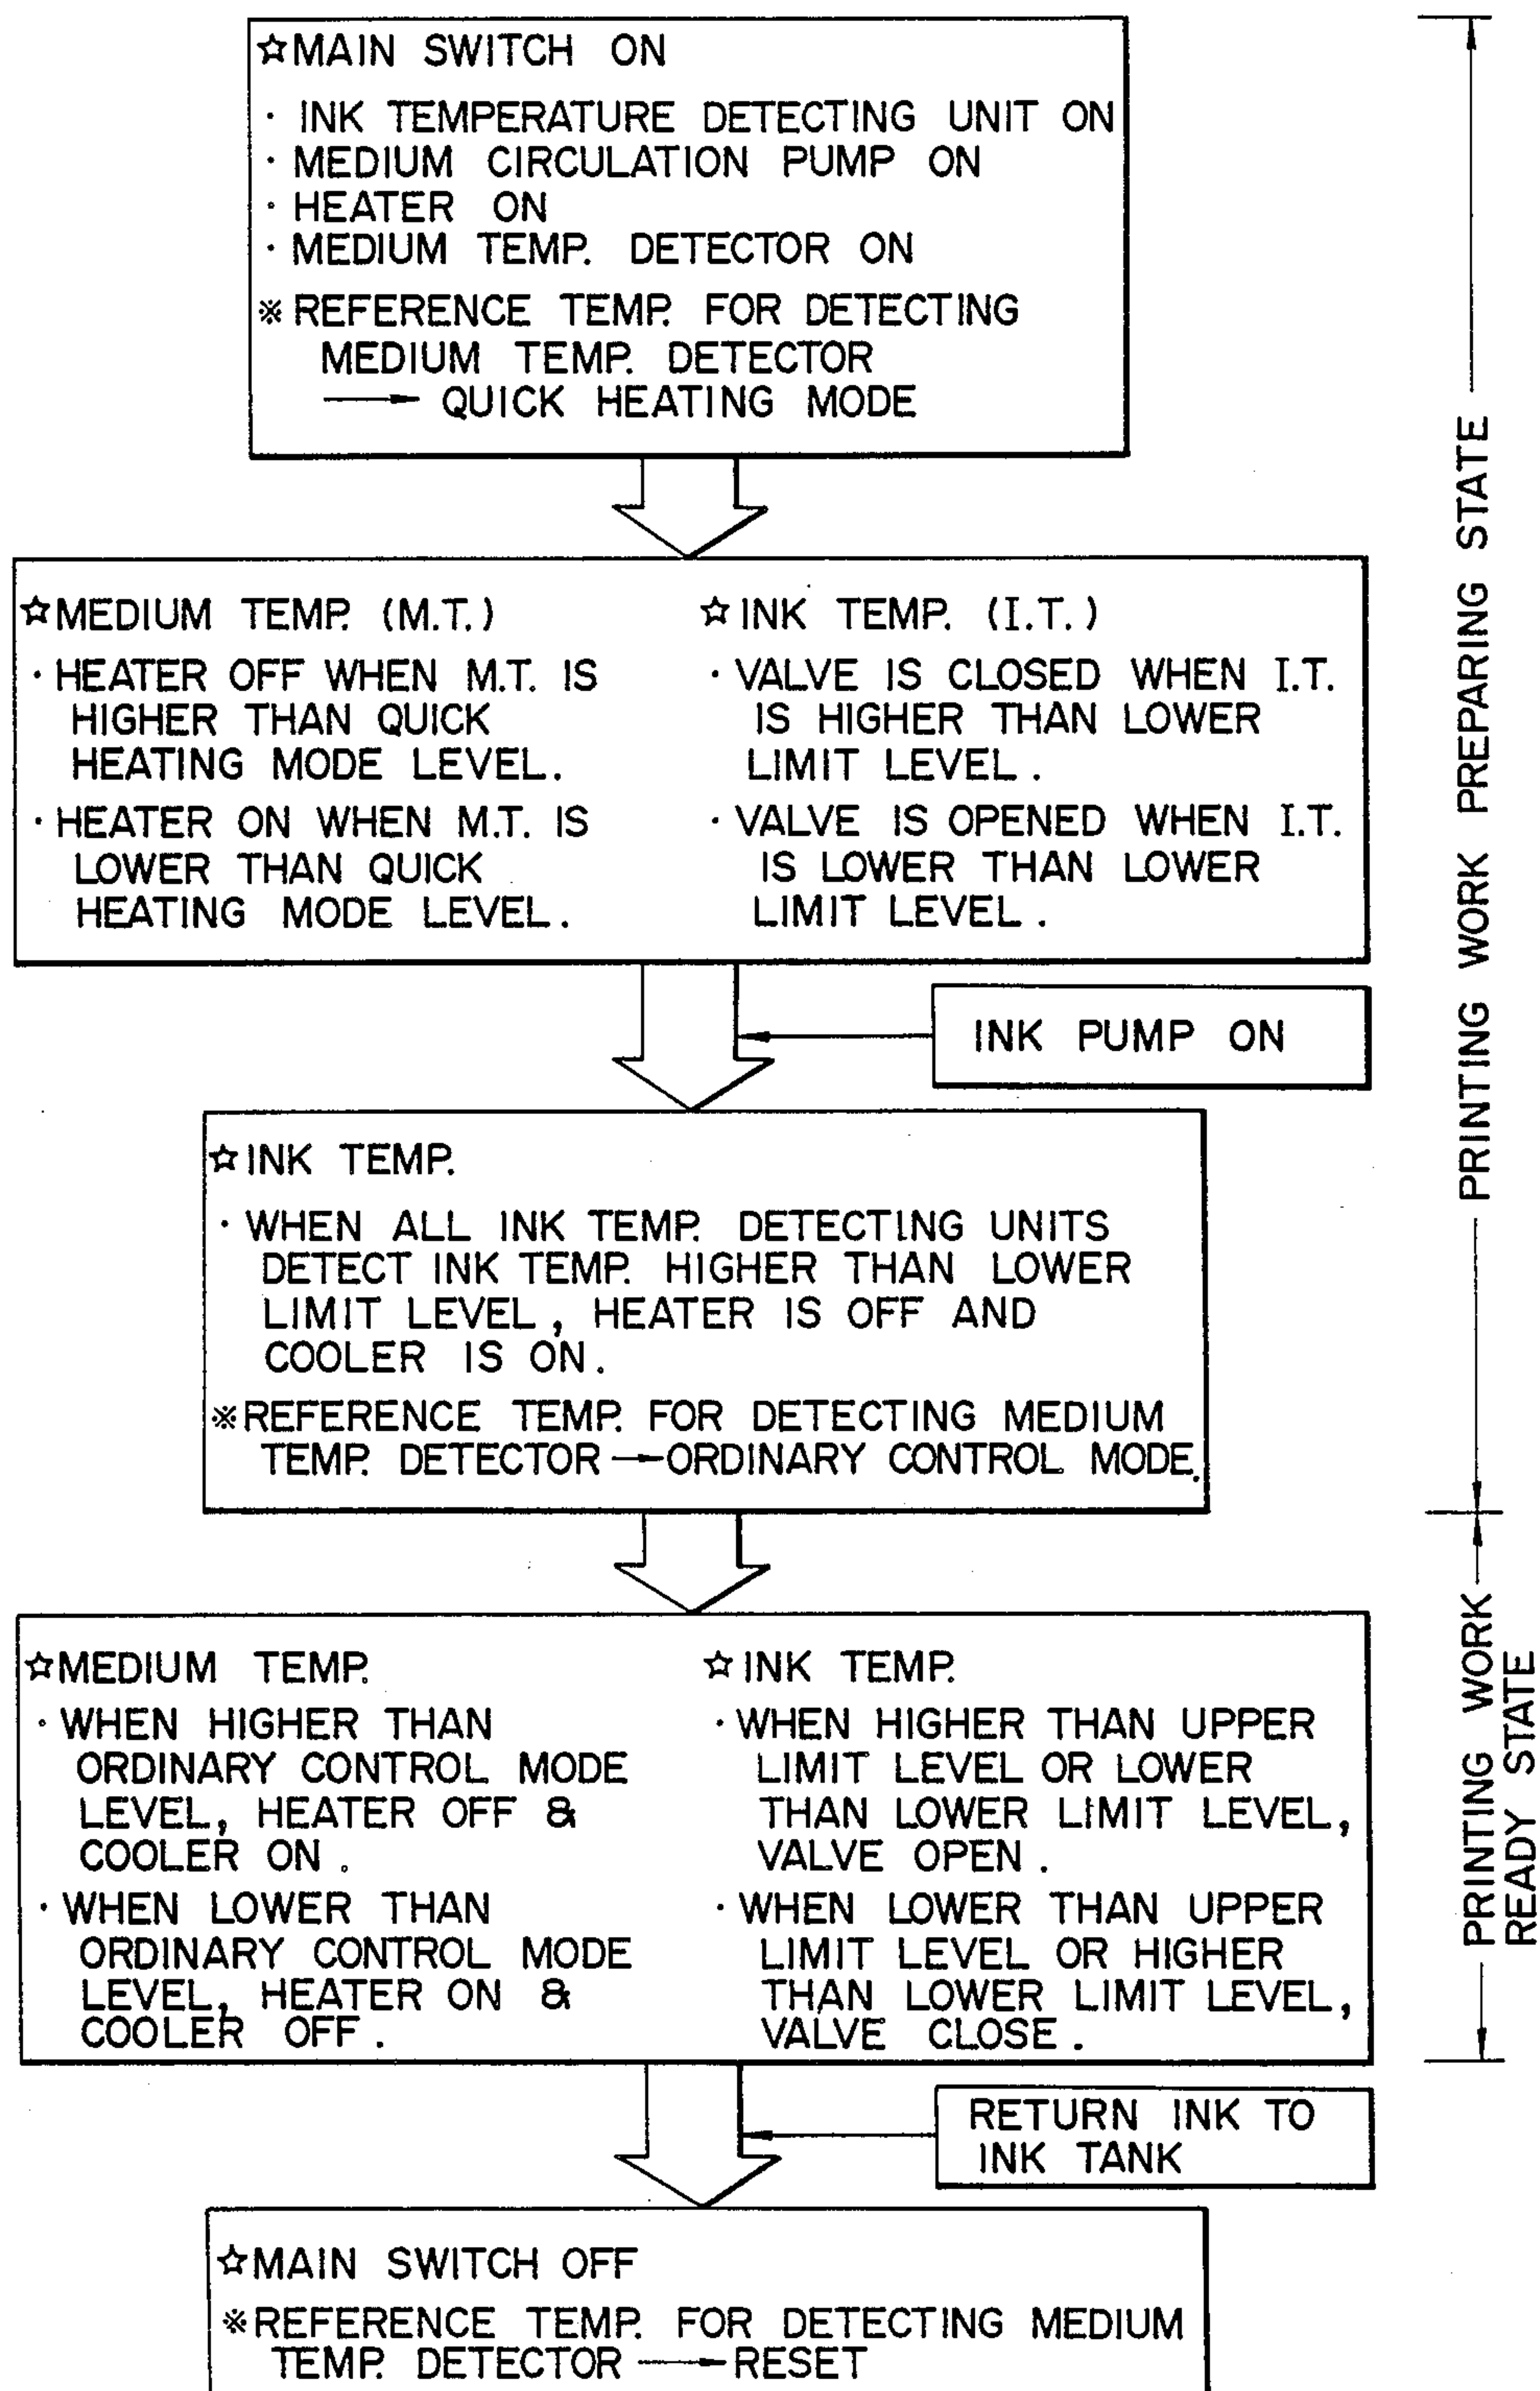 ☆MAIN SWITCH ON
· INK TEMPERATURE DETECTING UNIT ON
· MEDIUM CIRCULATION PUMP ON
· HEATER ON
· MEDIUM TEMP. DETECTOR ON
※ REFERENCE TEMP. FOR DETECTING
MEDIUM TEMP. DETECTOR
→ QUICK HEATING MODE
☆MEDIUM TEMP. (M.T.)
· HEATER OFF WHEN M.T. IS
HIGHER THAN QUICK
HEATING MODE LEVEL.
· HEATER ON WHEN M.T. IS
LOWER THAN QUICK
HEATING MODE LEVEL.
☆INK TEMP. (I.T.)
· VALVE IS CLOSED WHEN I.T.
IS HIGHER THAN LOWER
LIMIT LEVEL.
· VALVE IS OPENED WHEN I.T.
IS LOWER THAN LOWER
LIMIT LEVEL.
INK PUMP ON
☆INK TEMP.
· WHEN ALL INK TEMP. DETECTING UNITS
DETECT INK TEMP. HIGHER THAN LOWER
LIMIT LEVEL, HEATER IS OFF AND
COOLER IS ON.
※REFERENCE TEMP. FOR DETECTING MEDIUM
TEMP. DETECTOR → ORDINARY CONTROL MODE.
PRINTING WORK PREPARING STATE
☆MEDIUM TEMP.
· WHEN HIGHER THAN
ORDINARY CONTROL MODE
LEVEL, HEATER OFF &
COOLER ON.
· WHEN LOWER THAN
ORDINARY CONTROL MODE
LEVEL, HEATER ON &
COOLER OFF.
☆INK TEMP.
· WHEN HIGHER THAN UPPER
LIMIT LEVEL OR LOWER
THAN LOWER LIMIT LEVEL,
VALVE OPEN.
· WHEN LOWER THAN UPPER
LIMIT LEVEL OR HIGHER
THAN LOWER LIMIT LEVEL,
VALVE CLOSE.
PRINTING WORK
READY STATE
RETURN INK TO
INK TANK
☆MAIN SWITCH OFF
※REFERENCE TEMP. FOR DETECTING MEDIUM
TEMP. DETECTOR → RESET